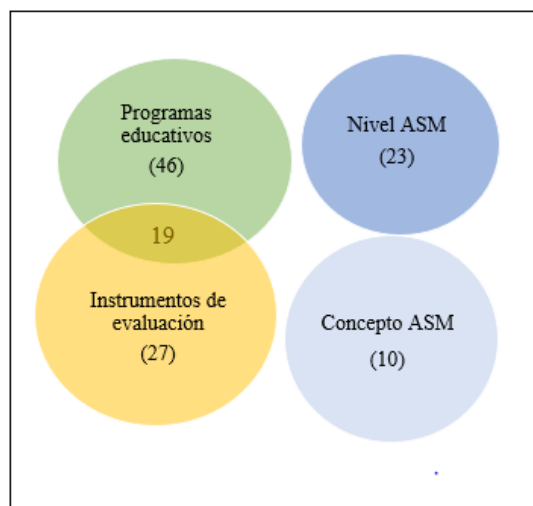 Programas
educativos
(46)
19
Instrumentos de
evaluación
(27)
Nivel ASM
(23)
Concepto ASM
(10)